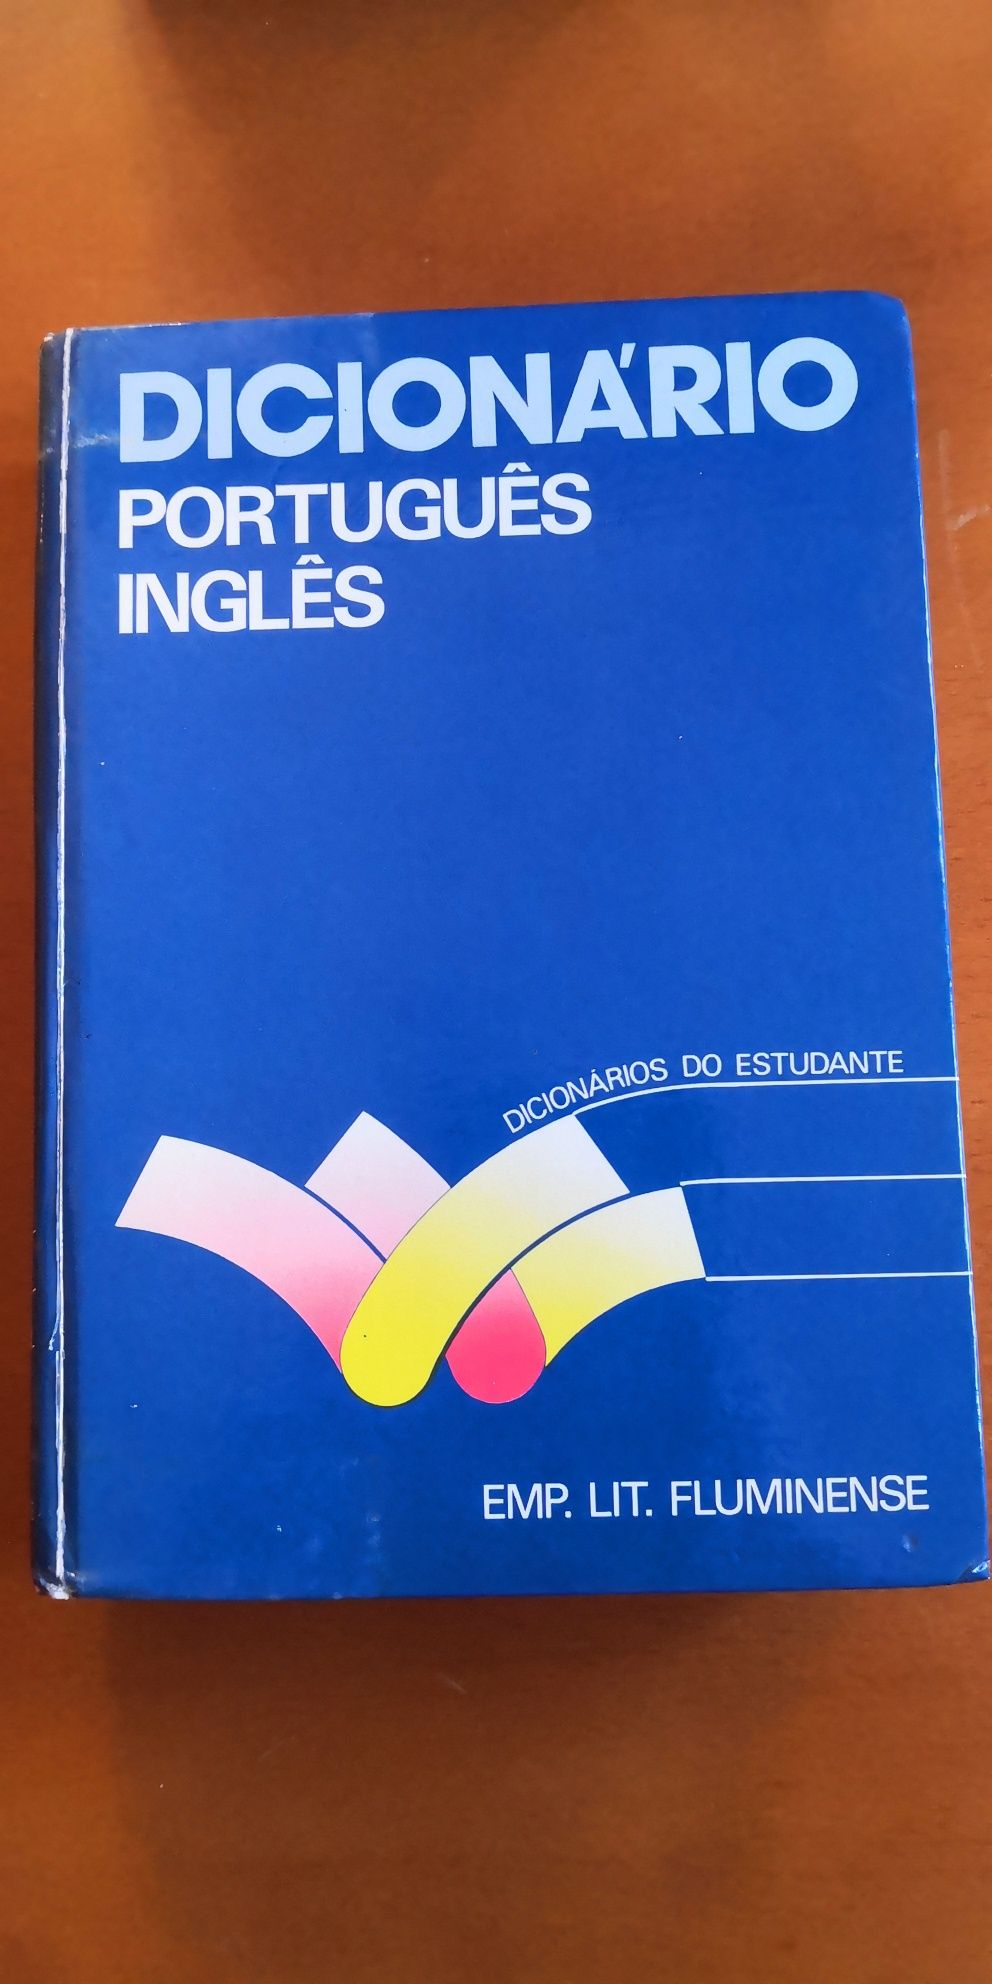 DICIONÁRIO
PORTUGUÊS
INGLÊS
DICIONÁRIOS DO ESTUDANTE
EMP. LIT. FLUMINENSE